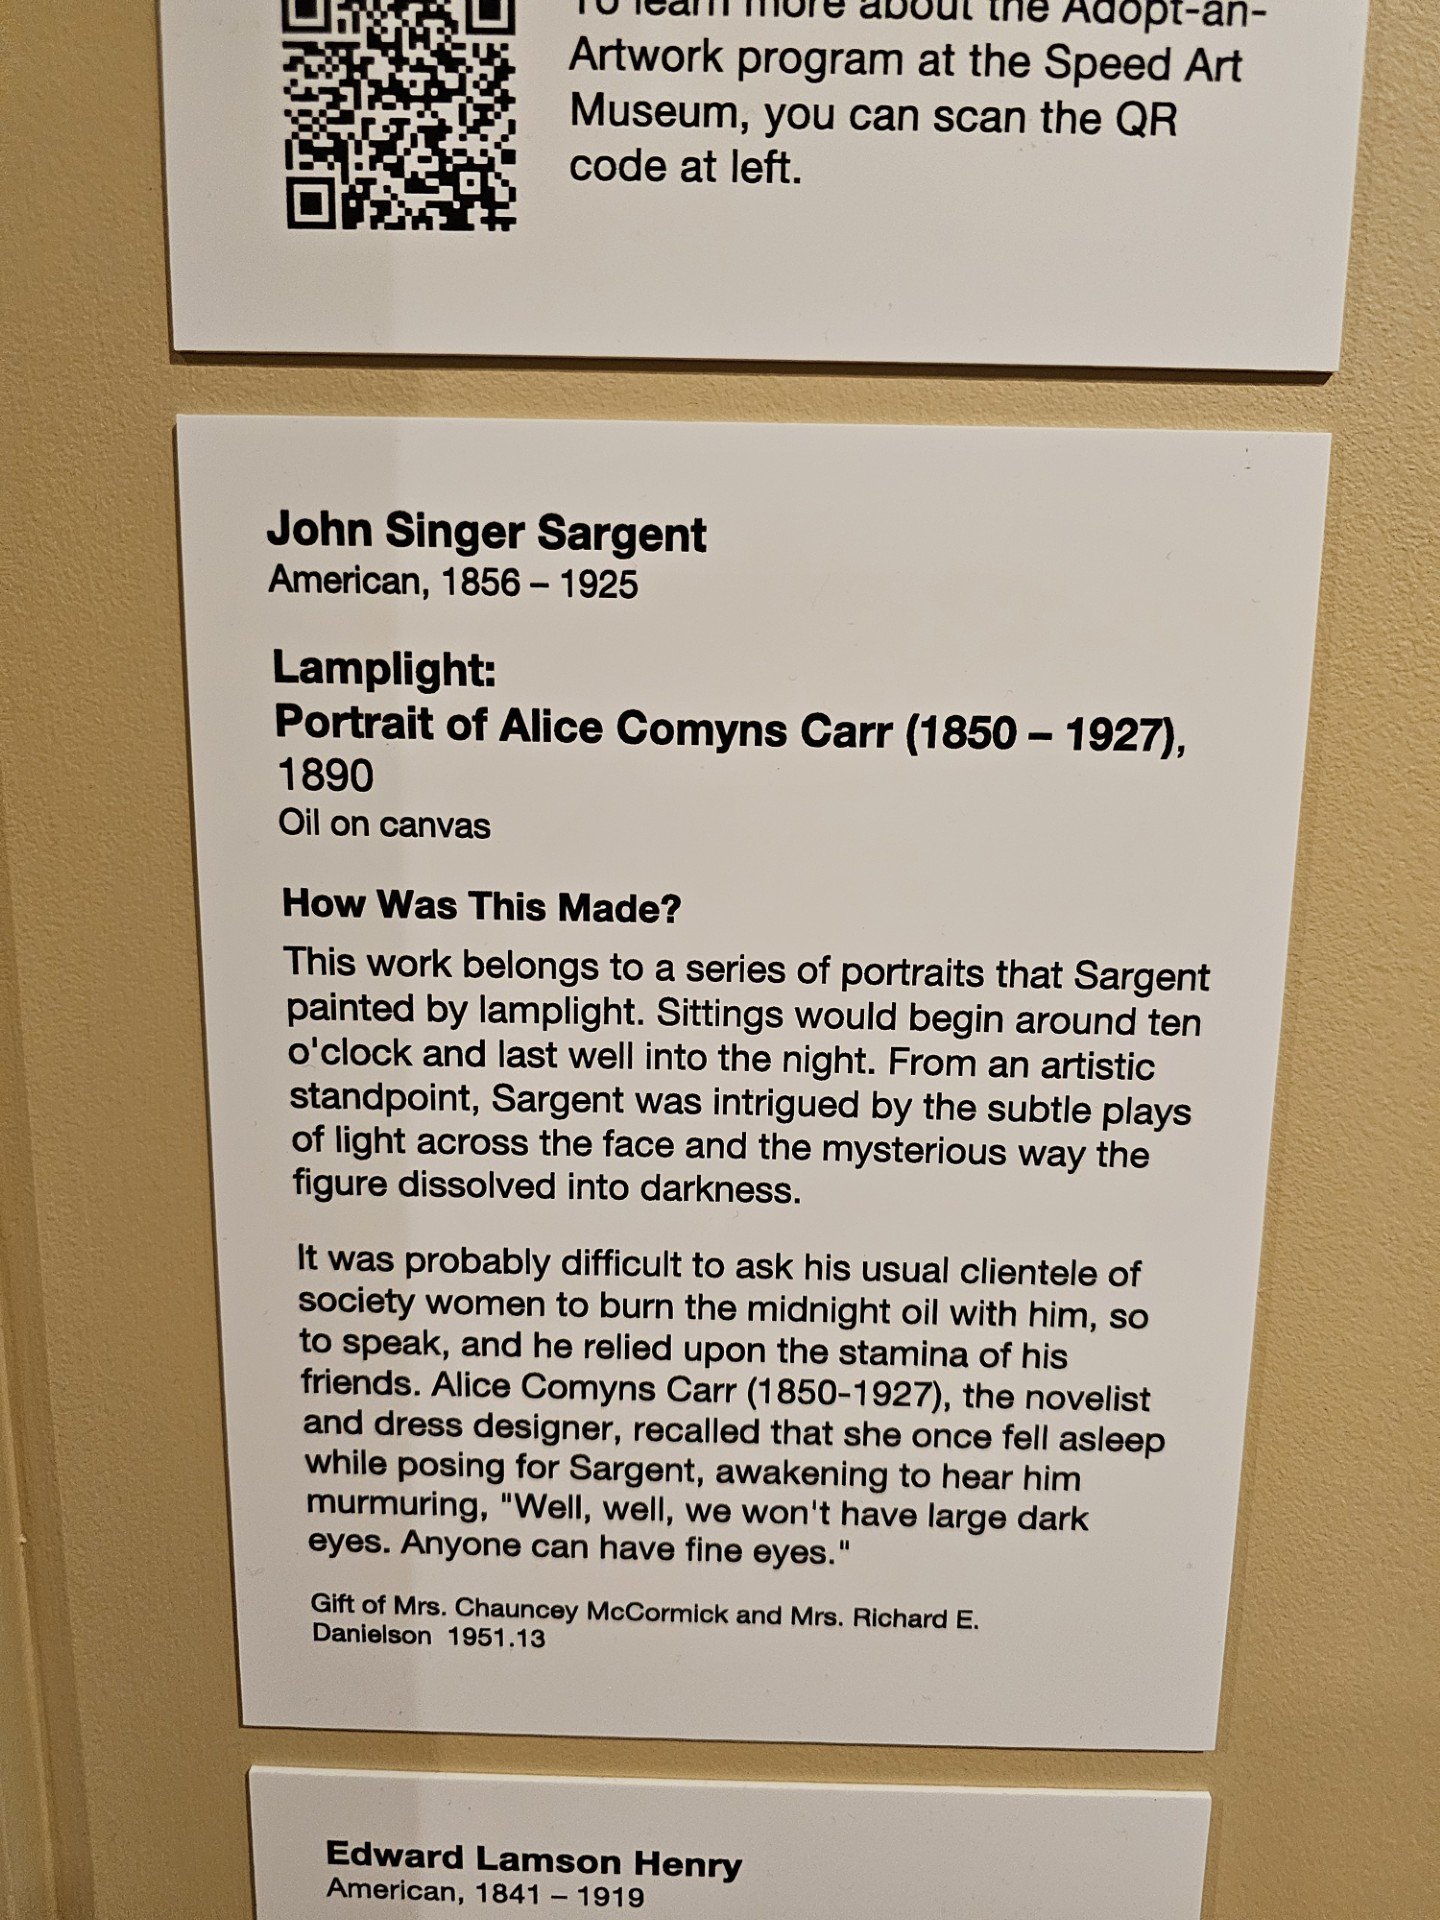 To learn more about the Adopt-an-
Artwork program at the Speed Art
Museum, you can scan the QR
code at left.
John Singer Sargent
American, 1856 – 1925
Lamplight:
Portrait of Alice Comyns Carr (1850 – 1927),
1890
Oil on canvas
How Was This Made?
This work belongs to a series of portraits that Sargent
painted by lamplight. Sittings would begin around ten
o'clock and last well into the night. From an artistic
standpoint, Sargent was intrigued by the subtle plays
of light across the face and the mysterious way the
figure dissolved into darkness.
It was probably difficult to ask his usual clientele of
society women to burn the midnight oil with him, so
to speak, and he relied upon the stamina of his
friends. Alice Comyns Carr (1850-1927), the novelist
and dress designer, recalled that she once fell asleep
while posing for Sargent, awakening to hear him
murmuring, "Well, well, we won't have large dark
eyes. Anyone can have fine eyes."
Gift of Mrs. Chauncey McCormick and Mrs. Richard E.
Danielson 1951.13
Edward Lamson Henry
American, 1841 – 1919